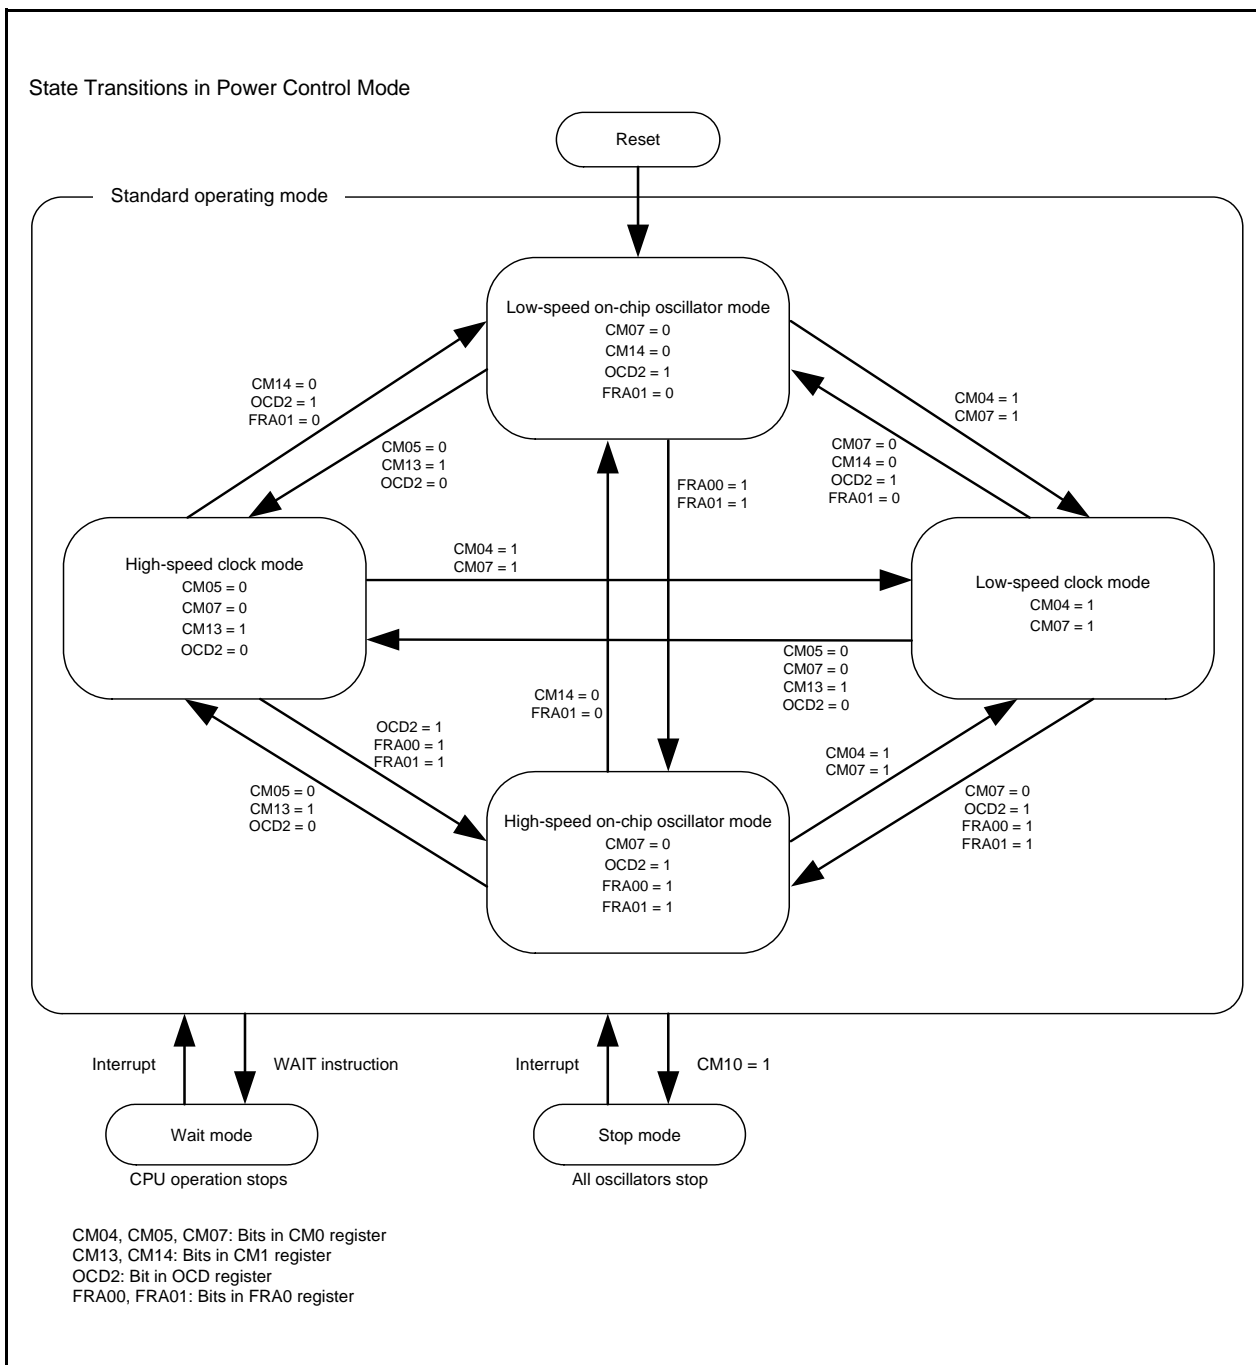 State Transitions in Power Control Mode
Reset
Standard operating mode
Low-speed on-chip oscillator mode
CM07 = 0
CM14 = 0
OCD2 = 1
FRA01 = 0
CM14 = 0
OCD2 = 1
FRA01 = 0
CM05 = 0
CM13 = 1
OCD2 = 0
CM04 = 1
CM07 = 1
CM07 = 0
CM14 = 0
OCD2 = 1
FRA01 = 0
FRA00 = 1
FRA01 = 1
High-speed clock mode
CM05 = 0
CM07 = 0
CM13 = 1
OCD2 = 0
CM04 = 1
CM07 = 1
Low-speed clock mode
CM04 = 1
CM07 = 1
CM05 = 0
CM07 = 0
CM13 = 1
OCD2 = 0
CM14 = 0
FRA01 = 0
OCD2 = 1
FRA00 = 1
FRA01 = 1
CM05 = 0
CM13 = 1
OCD2 = 0
CM04 = 1
CM07 = 1
CM07 = 0
OCD2 = 1
FRA00 = 1
FRA01 = 1
High-speed on-chip oscillator mode
CM07 = 0
OCD2 = 1
FRA00 = 1
FRA01 = 1
Interrupt
WAIT instruction
Interrupt
CM10 = 1
Wait mode
Stop mode
CPU operation stops
All oscillators stop
CM04, CM05, CM07: Bits in CM0 register
CM13, CM14: Bits in CM1 register
OCD2: Bit in OCD register
FRA00, FRA01: Bits in FRA0 register